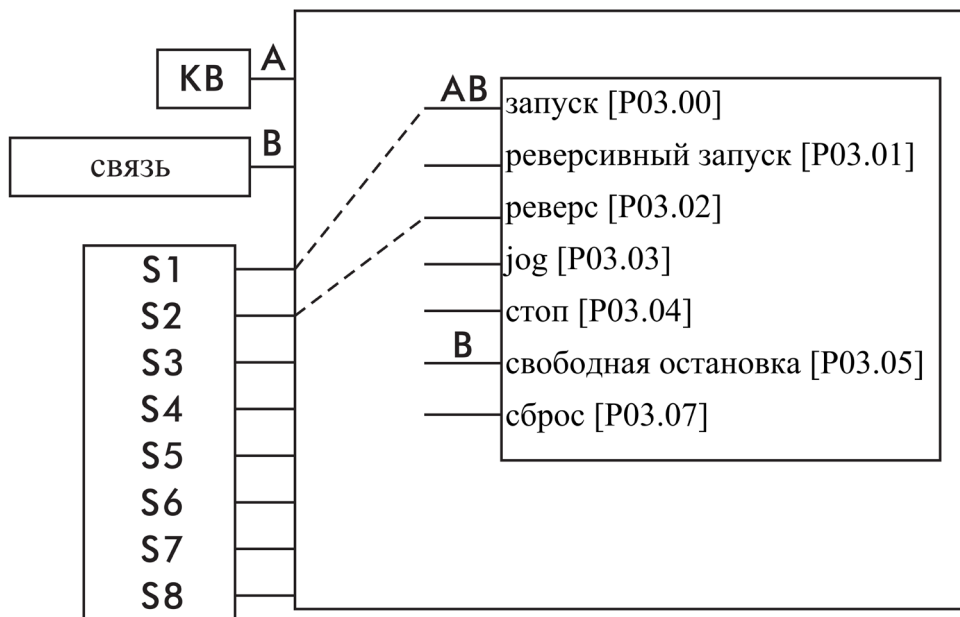 A
КВ
B
связь
S1
S2
S3
S4
S5
S6
S7
S8
AB
запуск [P03.00]
реверсивный запуск [P03.01]
реверс [P03.02]
jog [P03.03]
стоп [P03.04]
B
свободная остановка [P03.05]
сброс [P03.07]